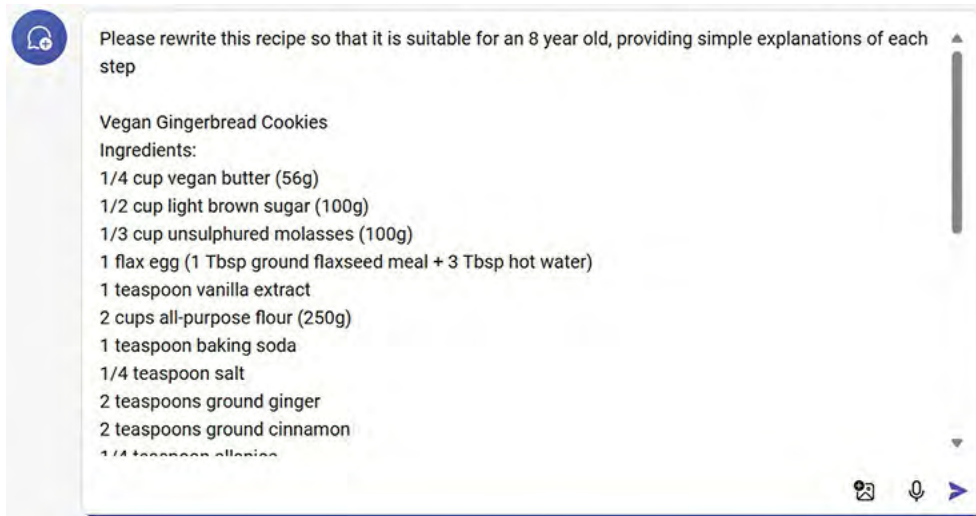 Please rewrite this recipe so that it is suitable for an 8 year old, providing simple explanations of each
step
Vegan Gingerbread Cookies
Ingredients:
1/4 cup vegan butter (56g)
1/2 cup light brown sugar (100g)
1/3 cup unsulphured molasses (100g)
1 flax egg (1 Tbsp ground flaxseed meal + 3 Tbsp hot water)
1 teaspoon vanilla extract
2 cups all-purpose flour (250g)
1 teaspoon baking soda
1/4 teaspoon salt
2 teaspoons ground ginger
2 teaspoons ground cinnamon